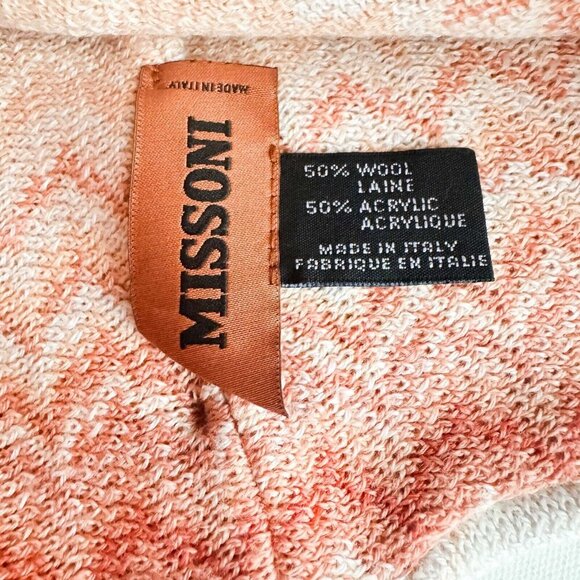 MISSONI
MADE IN ITALY
50% WOOL
LAINE
50% ACRYLIC
ACRYLIQUE
MADE IN ITALY
FABRIQUE EN ITALIE